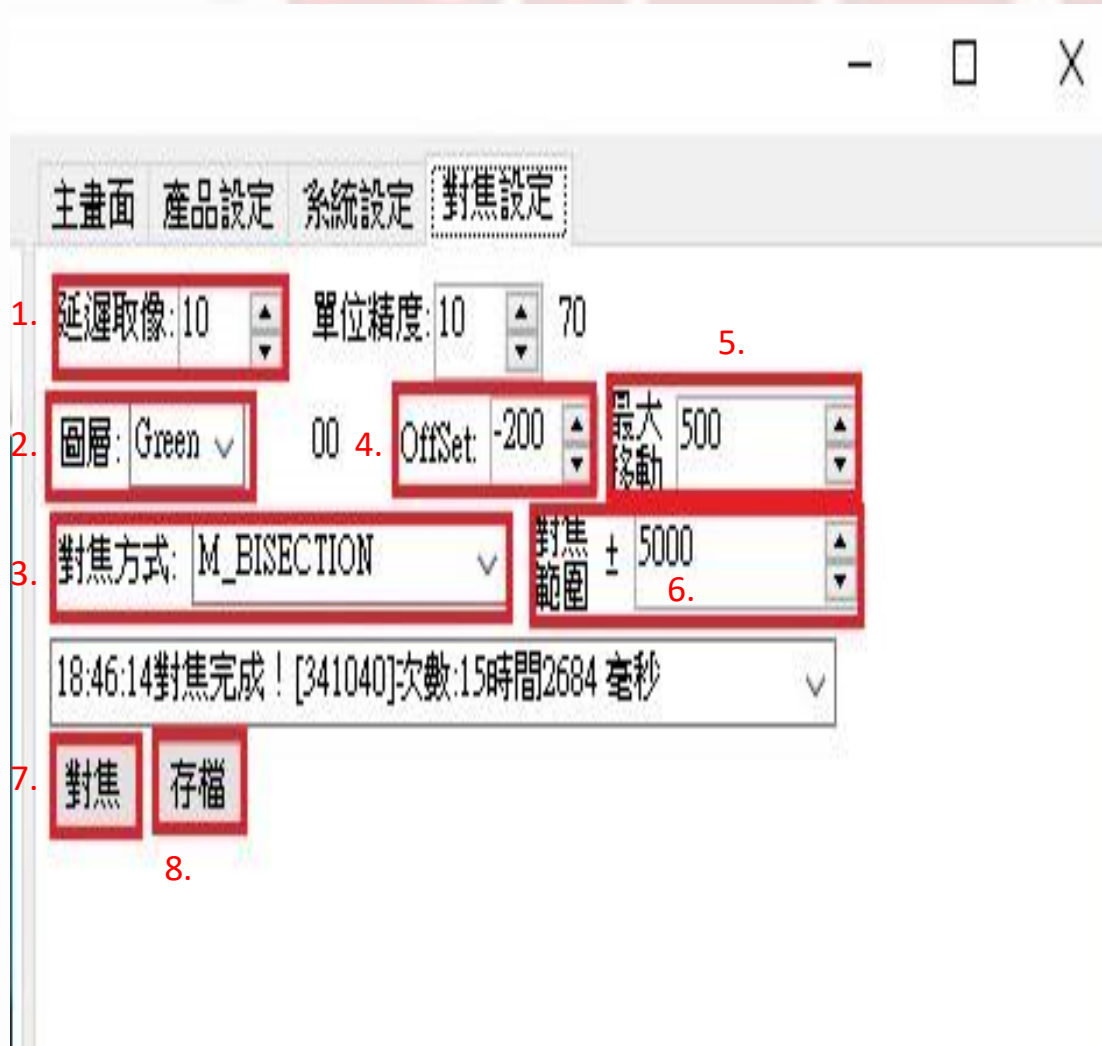 主畫面 產品設定 系統設定 對焦設定
1. 延遲取像: 10 單位精度: 10 70
5.
2. 圖層: Green 00 4. OffSet: -200 最大移動 500
3. 對焦方式: M_BISECTION 對焦範圍 ± 5000
6.
18:46:14對焦完成！[341040]次數:15時間2684 毫秒
7. 對焦 存檔
8.